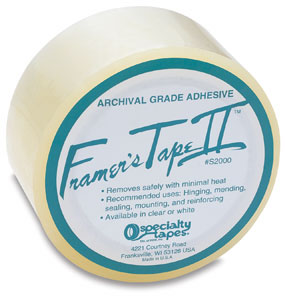 ARCHIVAL GRADE ADHESIVE
FRAMER'S TAPE II™
#S2000
• Removes safely with minimal heat
• Recommended uses: Hinging, mending,
sealing, mounting, and reinforcing
• Available in clear or white
specialty
tapes
4221 Courtney Road
Franksville, WI 53126 USA
Made in U.S.A.